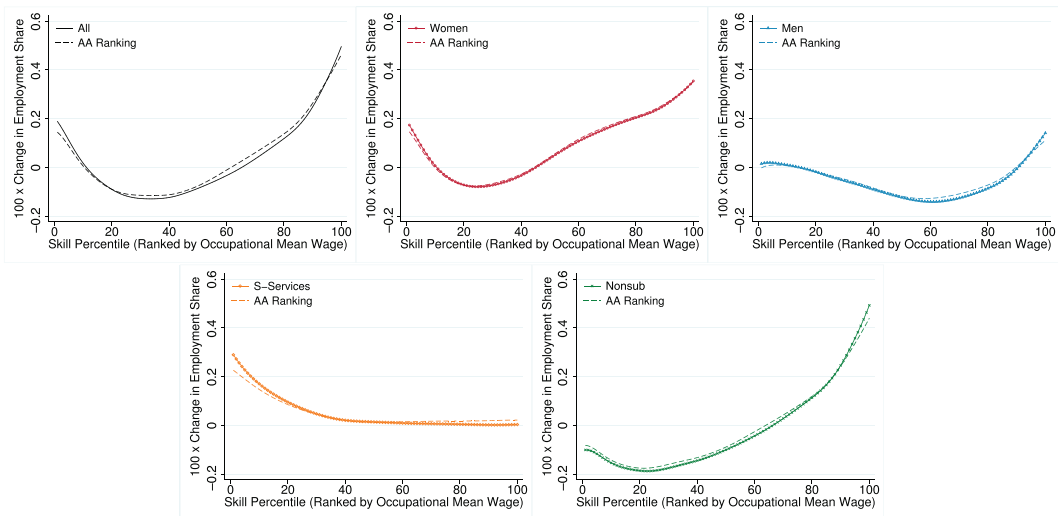 100 x Change in Employment Share
0.6
0.4
0.2
0
−0.2
All
AA Ranking
0 20 40 60 80 100
Skill Percentile (Ranked by Occupational Mean Wage)
100 x Change in Employment Share
0.6
0.4
0.2
0
−0.2
Women
AA Ranking
0 20 40 60 80 100
Skill Percentile (Ranked by Occupational Mean Wage)
100 x Change in Employment Share
0.6
0.4
0.2
0
−0.2
Men
AA Ranking
0 20 40 60 80 100
Skill Percentile (Ranked by Occupational Mean Wage)
100 x Change in Employment Share
0.6
0.4
0.2
0
−0.2
S−Services
AA Ranking
0 20 40 60 80 100
Skill Percentile (Ranked by Occupational Mean Wage)
100 x Change in Employment Share
0.6
0.4
0.2
0
−0.2
Nonsub
AA Ranking
0 20 40 60 80 100
Skill Percentile (Ranked by Occupational Mean Wage)